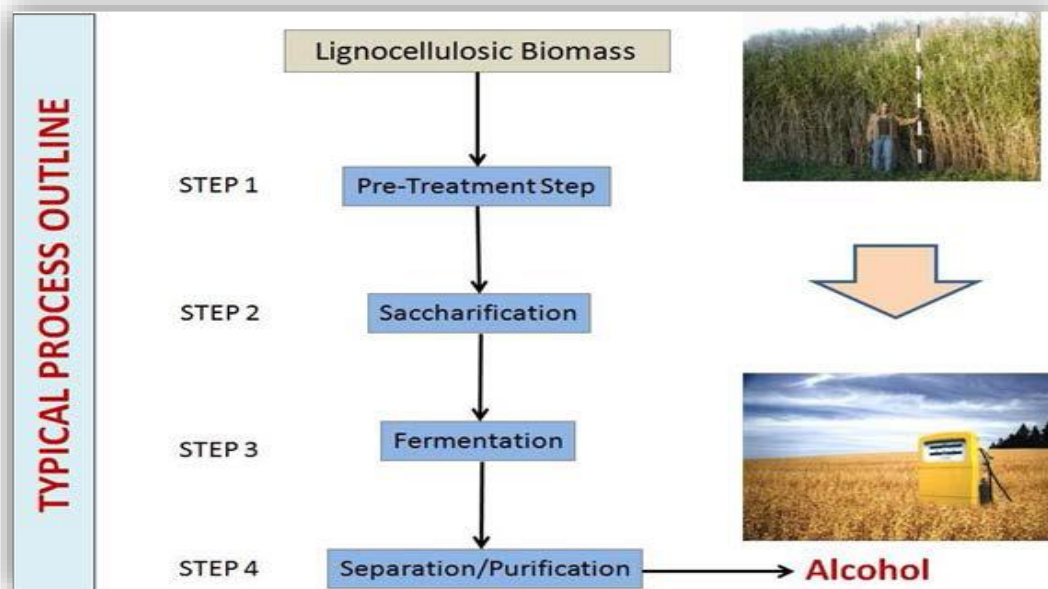 TYPICAL PROCESS OUTLINE
Lignocellulosic Biomass
STEP 1
Pre-Treatment Step
STEP 2
Saccharification
STEP 3
Fermentation
STEP 4
Separation/Purification
Alcohol